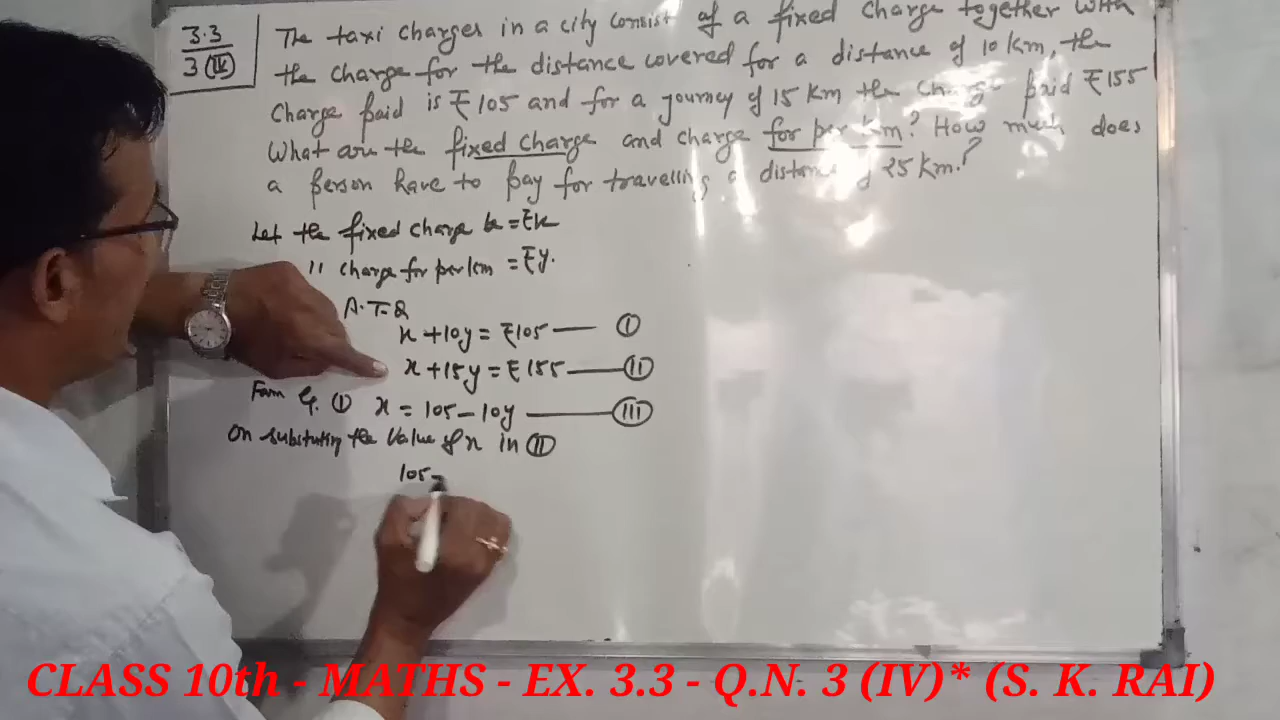 3.3
3 (IV)
The taxi charges in a city consist of a fixed charge together with
the charge for the distance covered for a distance of 10 km, the
Charge paid is ₹105 and for a journey of 15 km the charge paid ₹155
What are the fixed charge and charge for per km? How much does
a person have to pay for travelling a distance of 25 km.?
Let the fixed charge be = ₹x
" charge for per km = ₹y.
A.T.Q
x + 10y = ₹105 — (I)
x + 15y = ₹155 — (II)
From Eq. (I) x = 105 - 10y — (III)
On substuting the Value of x in (II)
105 -
CLASS 10th - MATHS - EX. 3.3 - Q.N. 3 (IV)* (S. K. RAI)